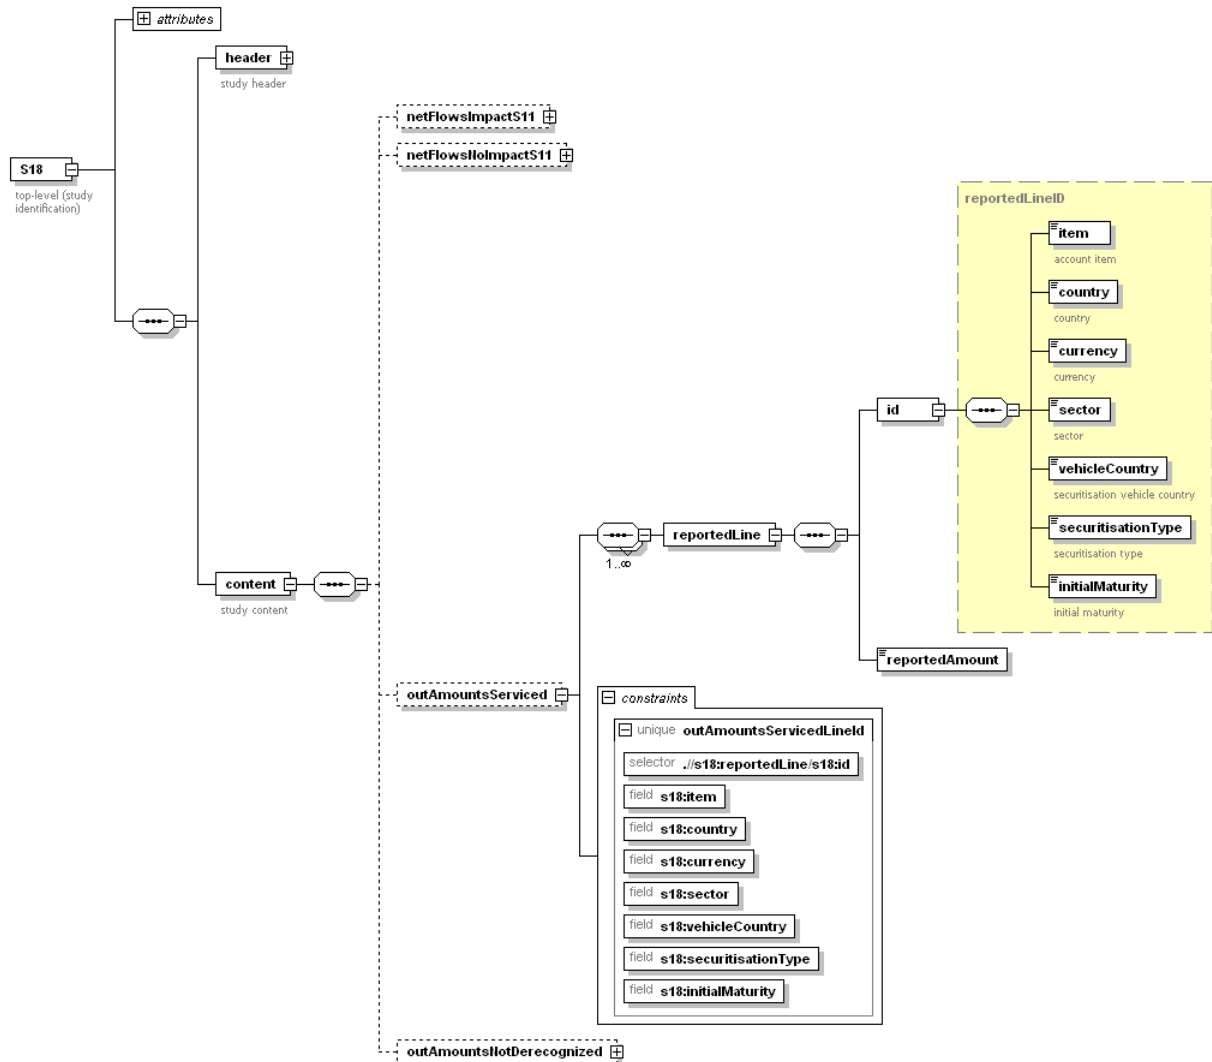 attributes
header
study header
netFlowsImpactS11
netFlowsNoImpactS11
S18
top-level (study
identification)
reportedLineID
item
account item
country
country
currency
currency
id
sector
sector
vehicleCountry
securitisation vehicle country
securitisationType
securitisation type
reportedLine
1..∞
content
study content
initialMaturity
initial maturity
reportedAmount
outAmountsServiced
constraints
unique outAmountsServicedLineId
selector .//s18:reportedLine/s18:id
field s18:item
field s18:country
field s18:currency
field s18:sector
field s18:vehicleCountry
field s18:securitisationType
field s18:initialMaturity
outAmountsNotDerecognized